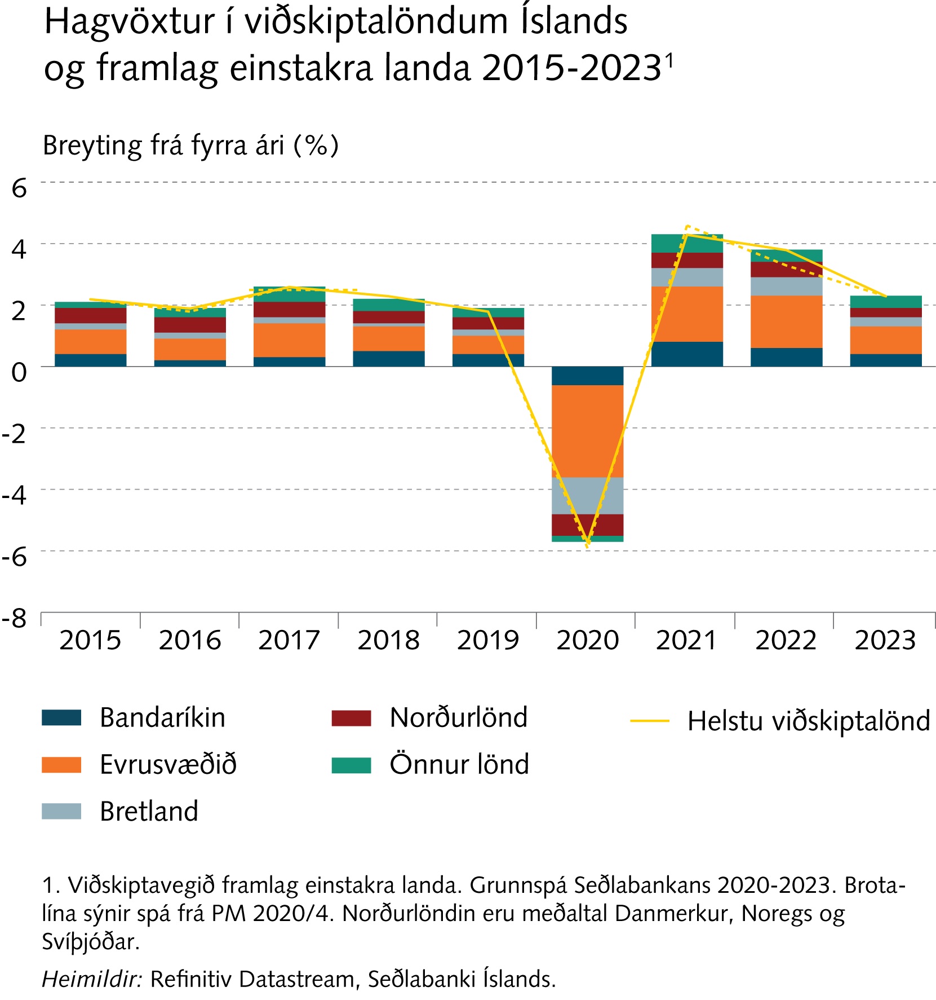 Hagvöxtur í viðskiptalöndum Íslands
og framlag einstakra landa 2015-2023¹
Breyting frá fyrra ári (%)
6
4
2
0
-2
-4
-6
-8
2015 2016 2017 2018 2019 2020 2021 2022 2023
Bandaríkin Norðurlönd Helstu viðskiptalönd
Evrusvæðið Önnur lönd
Bretland
1. Viðskiptavegið framlag einstakra landa. Grunnspá Seðlabankans 2020-2023. Brota-
lína sýnir spá frá PM 2020/4. Norðurlöndin eru meðaltal Danmerkur, Noregs og
Svíþjóðar.
Heimildir: Refinitiv Datastream, Seðlabanki Íslands.